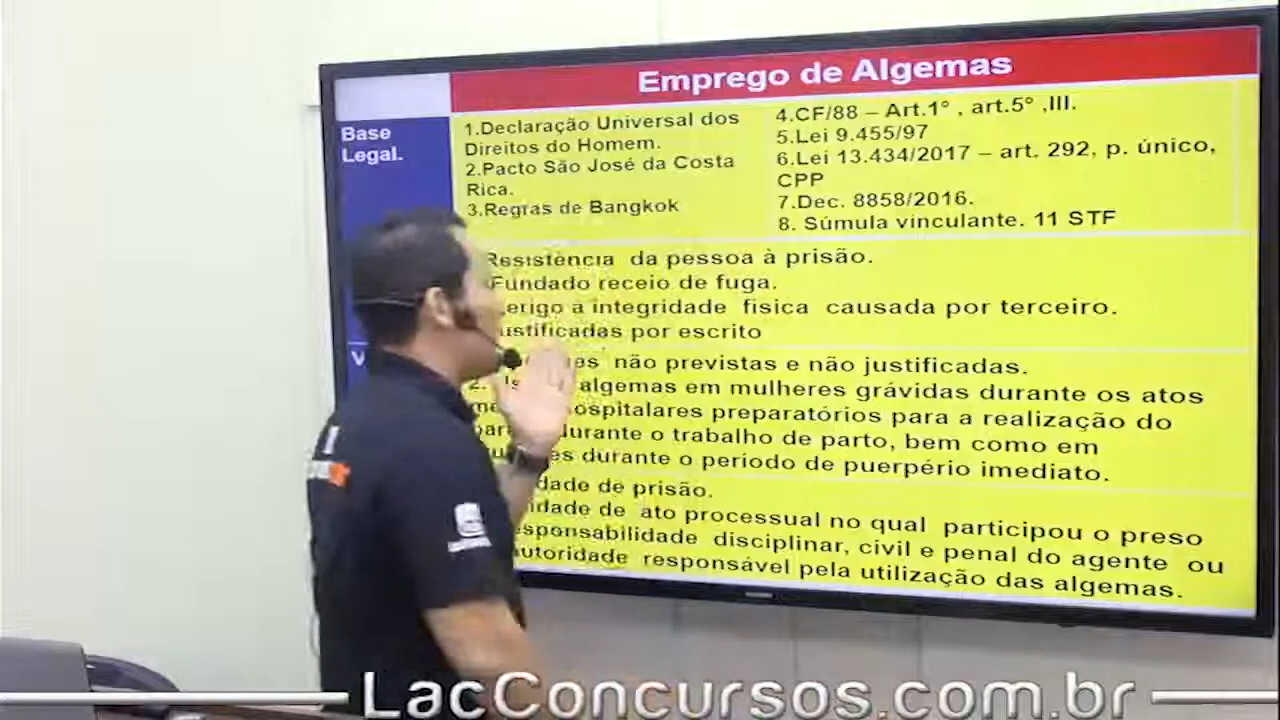 Emprego de Algemas
Base
Legal.
1.Declaração Universal dos
Direitos do Homem.
2.Pacto São José da Costa
Rica.
3.Regras de Bangkok
4.CF/88 – Art.1º , art.5º ,III.
5.Lei 9.455/97
6.Lei 13.434/2017 – art. 292, p. único,
CPP
7.Dec. 8858/2016.
8. Súmula vinculante. 11 STF
Resistência da pessoa à prisão.
Fundado receio de fuga.
a integridade fisica causada por terceiro.
por escrito
não previstas e não justificadas.
2. algemas em mulheres grávidas durante os atos
preparatórios para a realização do
durante o trabalho de parto, bem como em
durante o período de puerpério imediato.
de prisão.
de ato processual no qual participou o preso
disciplinar, civil e penal do agente ou
autoridade responsável pela utilização das algemas.
LacConcursos.com.br